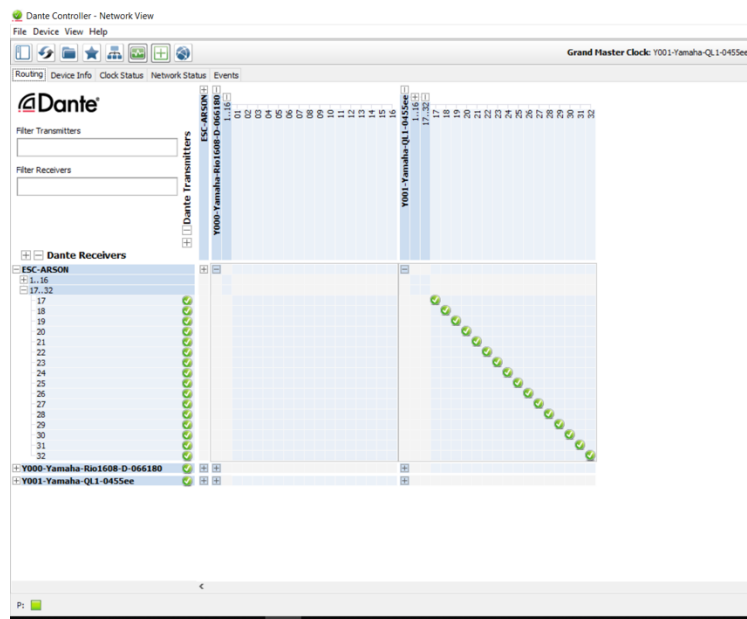 Dante Controller - Network View
File Device View Help
Grand Master Clock: Y001-Yamaha-QL1-0455ee
Routing Device Info Clock Status Network Status Events
Dante
Filter Transmitters
Filter Receivers
Dante Transmitters
ESC-ARSON
Y000-Yamaha-Rio1608-D-066180
1..16
01 02 03 04 05 06 07 08 09 10 11 12 13 14 15 16
Y001-Yamaha-QL1-0455ee
1..16
17..32
17 18 19 20 21 22 23 24 25 26 27 28 29 30 31 32
Dante Receivers
ESC-ARSON
1..16
17..32
17
18
19
20
21
22
23
24
25
26
27
28
29
30
31
32
Y000-Yamaha-Rio1608-D-066180
Y001-Yamaha-QL1-0455ee
P: